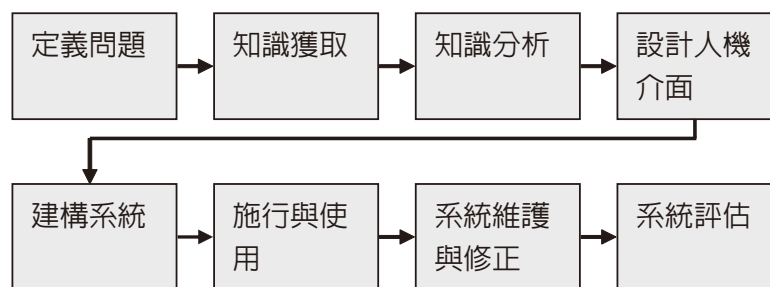 定義問題
知識獲取
知識分析
設計人機
介面
建構系統
施行與使
用
系統維護
與修正
系統評估